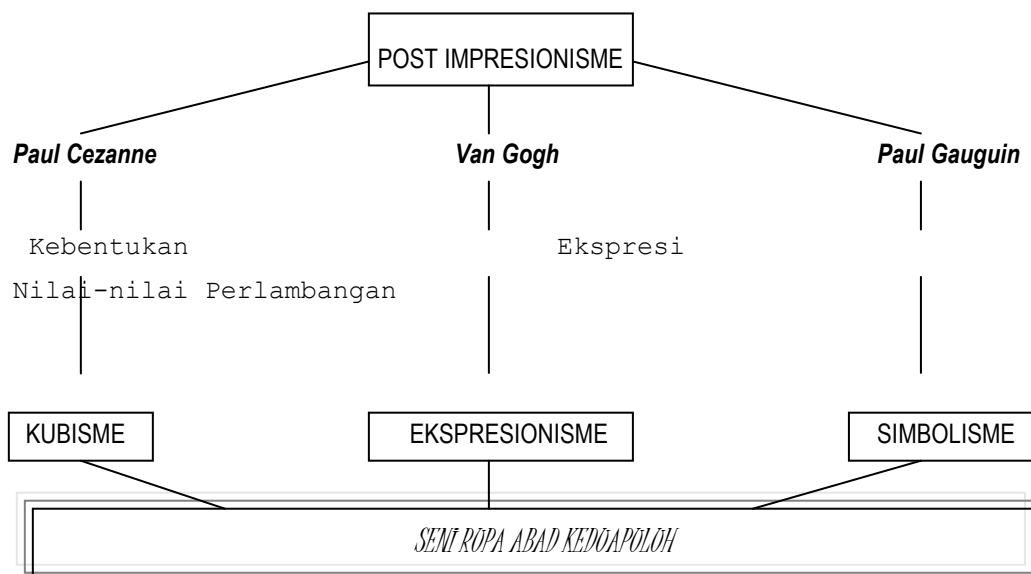 POST IMPRESIONISME
Paul Cezanne Van Gogh Paul Gauguin
Kebentukan Ekspresi
Nilai-nilai Perlambangan
KUBISME EKSPRESIONISME SIMBOLISME
SENI RUPA ABAD KEDUAPULUH